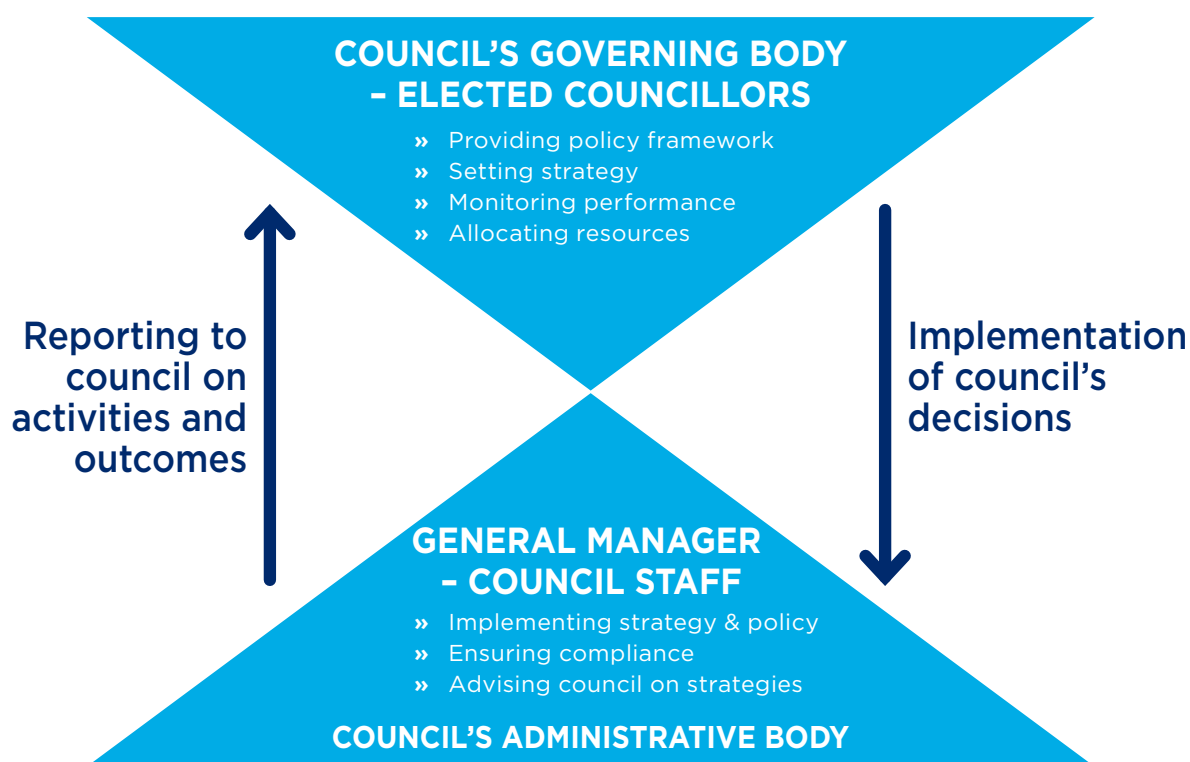 COUNCIL’S GOVERNING BODY
– ELECTED COUNCILLORS
» Providing policy framework
» Setting strategy
» Monitoring performance
» Allocating resources
Reporting to
council on
activities and
outcomes
Implementation
of council’s
decisions
GENERAL MANAGER
– COUNCIL STAFF
» Implementing strategy & policy
» Ensuring compliance
» Advising council on strategies
COUNCIL’S ADMINISTRATIVE BODY